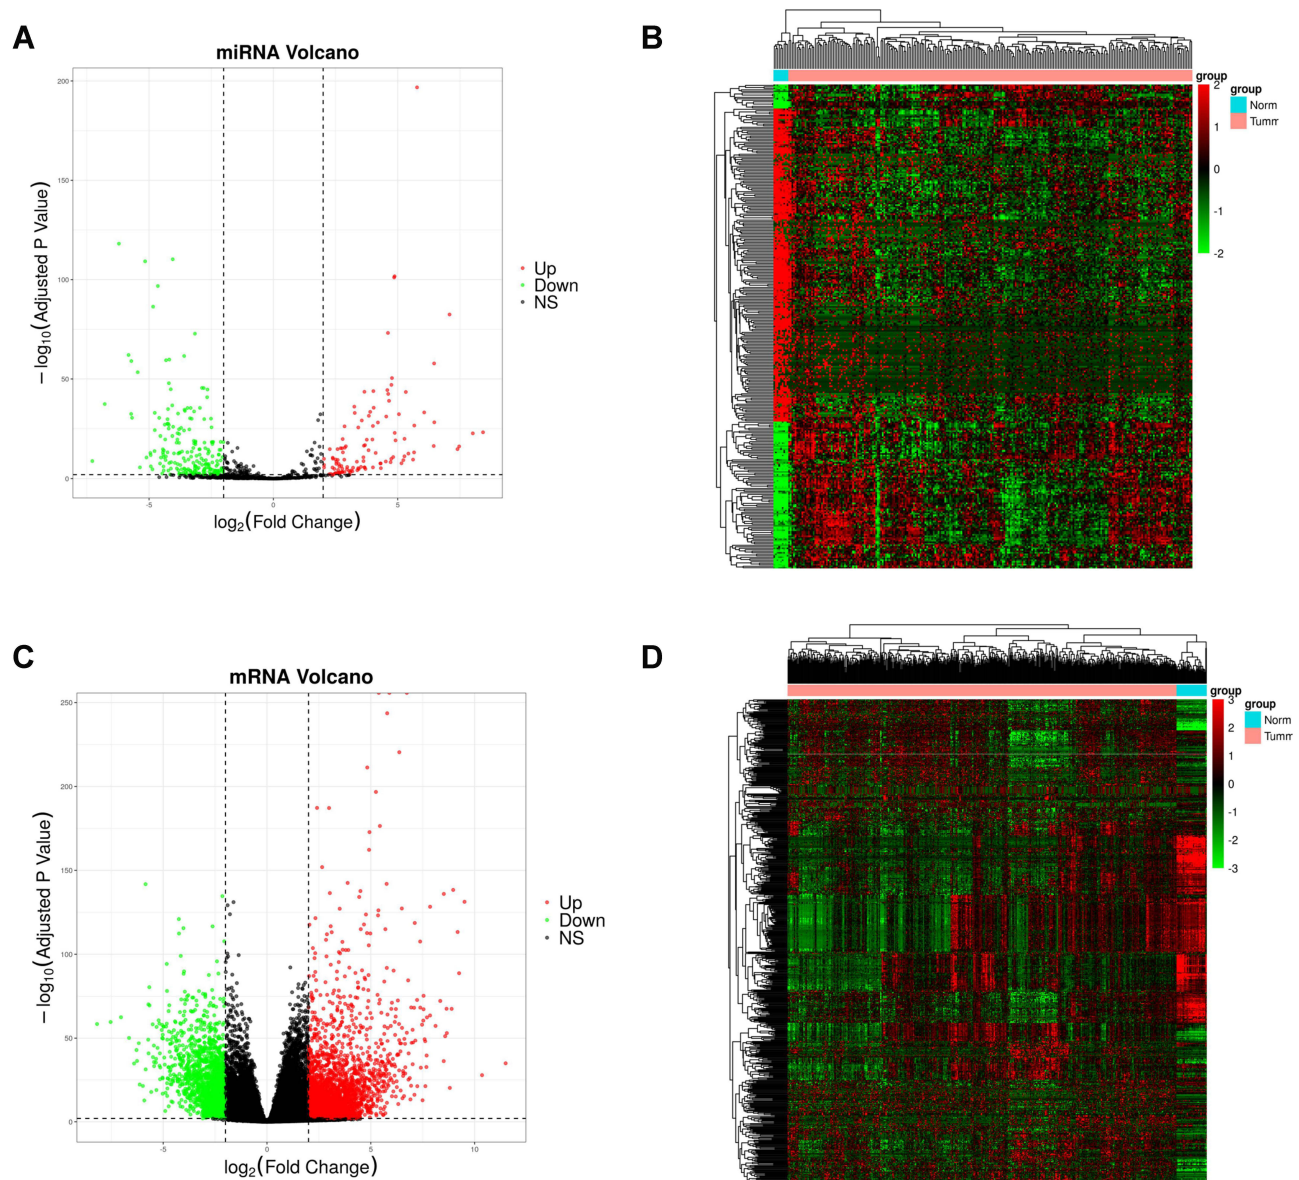 A
miRNA Volcano
200
150
100
50
0
-5
0
5
− log10(Adjusted P Value)
log2(Fold Change)
Up
Down
NS
B
group
2
1
0
-1
-2
group
Norm
Tumr
C
mRNA Volcano
250
200
150
100
50
0
-5
0
5
10
− log10(Adjusted P Value)
log2(Fold Change)
Up
Down
NS
D
group
3
2
1
0
-1
-2
-3
group
Norm
Tumm